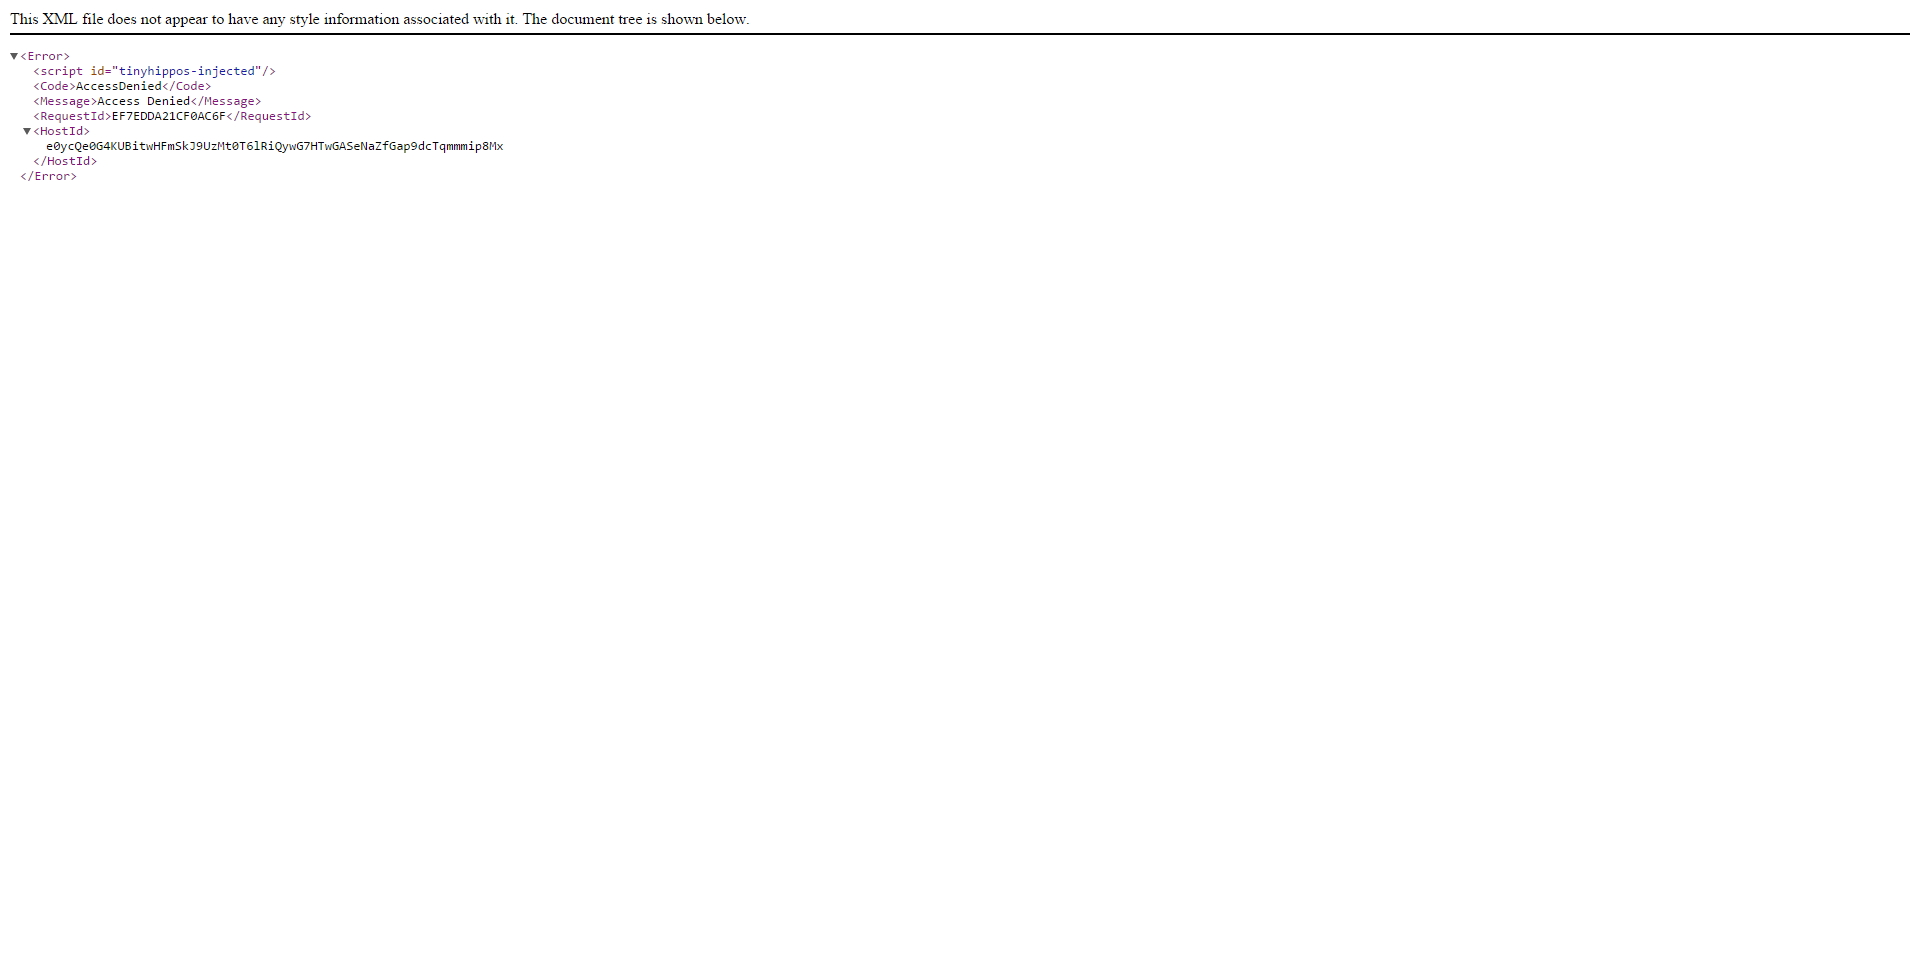 This XML file does not appear to have any style information associated with it. The document tree is shown below.
▼<Error>
<script id="tinyhippos-injected"/>
<Code>AccessDenied</Code>
<Message>Access Denied</Message>
<RequestId>EF7EDDA21CF0AC6F</RequestId>
▼<HostId>
e0ycQe0G4KUBitwHFmSkJ9UzMt0T6lRiQywG7HTwGASeNaZfGap9dcTqmmmip8Mx
</HostId>
</Error>